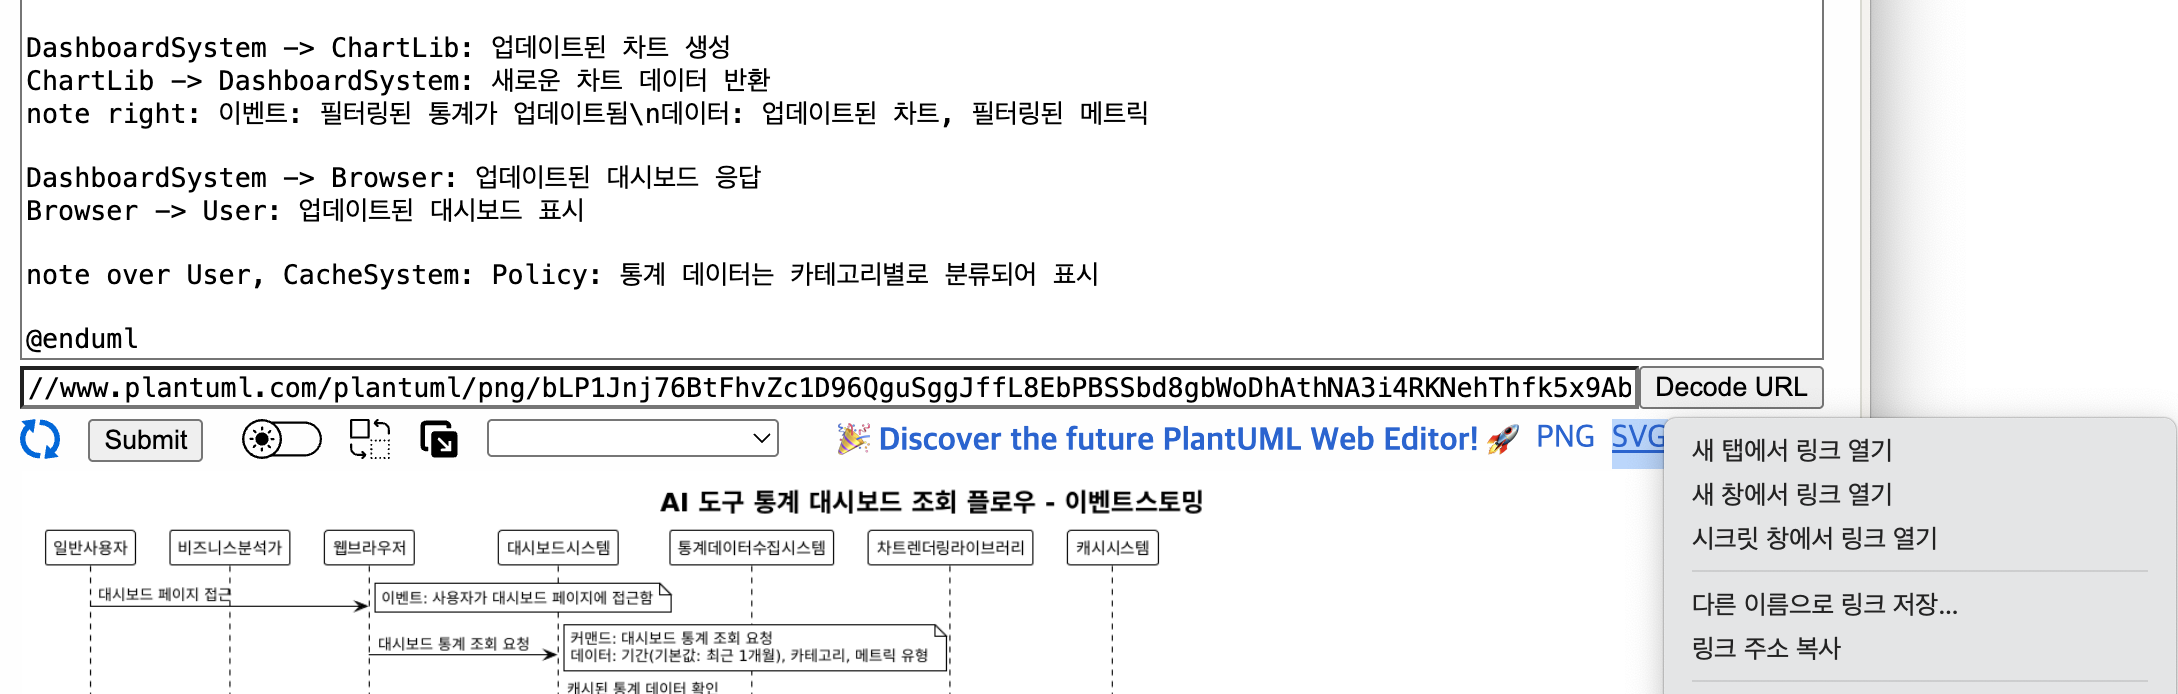 DashboardSystem -> ChartLib: 업데이트된 차트 생성
ChartLib -> DashboardSystem: 새로운 차트 데이터 반환
note right: 이벤트: 필터링된 통계가 업데이트됨\n데이터: 업데이트된 차트, 필터링된 메트릭
DashboardSystem -> Browser: 업데이트된 대시보드 응답
Browser -> User: 업데이트된 대시보드 표시
note over User, CacheSystem: Policy: 통계 데이터는 카테고리별로 분류되어 표시
@enduml
//www.plantuml.com/plantuml/png/bLP1Jnj76BtFhvZc1D96QguSggJffL8EbPBSSbd8gbWoDhAthNA3i4RKNehThfk5x9Ab
Decode URL
Submit
🎉 Discover the future PlantUML Web Editor! 🚀
PNG
SVG
새 탭에서 링크 열기
새 창에서 링크 열기
시크릿 창에서 링크 열기
다른 이름으로 링크 저장...
링크 주소 복사
AI 도구 통계 대시보드 조회 플로우 - 이벤트스토밍
일반사용자
비즈니스분석가
웹브라우저
대시보드시스템
통계데이터수집시스템
차트렌더링라이브러리
캐시시스템
대시보드 페이지 접근
이벤트: 사용자가 대시보드 페이지에 접근함
대시보드 통계 조회 요청
커맨드: 대시보드 통계 조회 요청
데이터: 기간(기본값: 최근 1개월), 카테고리, 메트릭 유형
캐시된 통계 데이터 확인